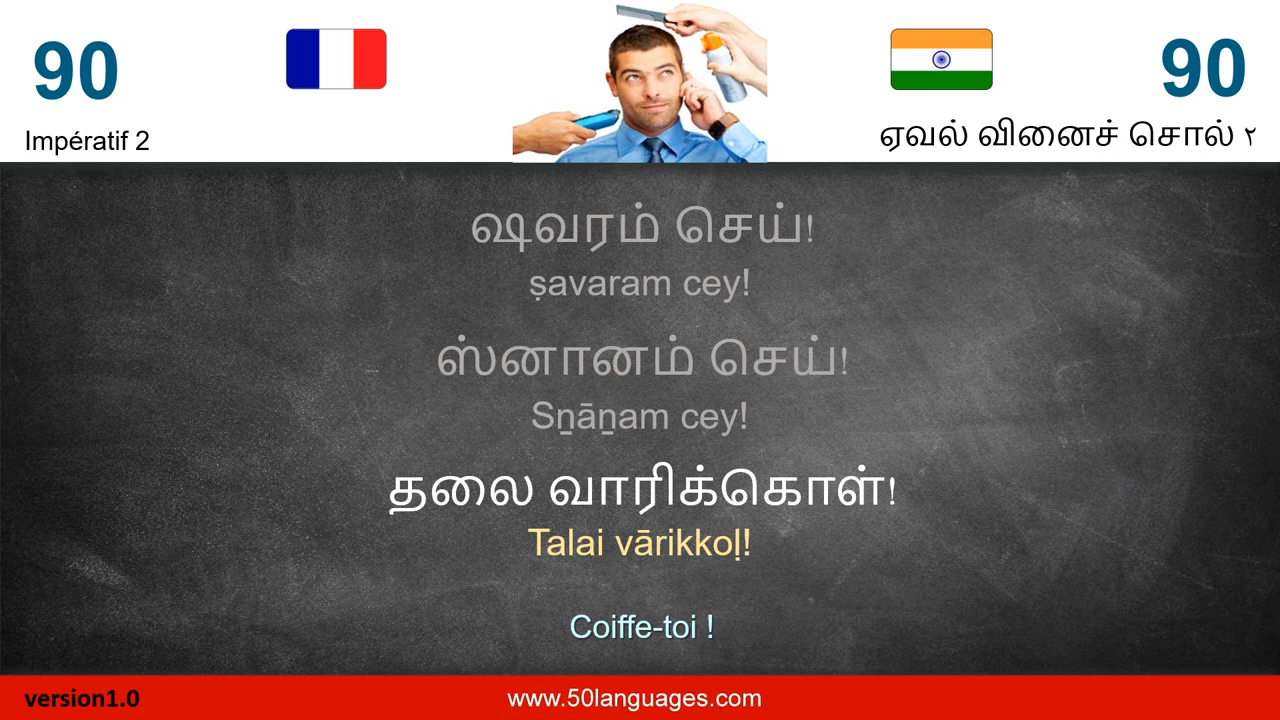 90
90
Impératif 2
ஏவல் வினைச் சொல் ٢
ஷவரம் செய்!
ṣavaram cey!
ஸ்னானம் செய்!
Sṉāṉam cey!
தலை வாரிக்கொள்!
Talai vārikkoḷ!
Coiffe-toi !
version1.0
www.50languages.com